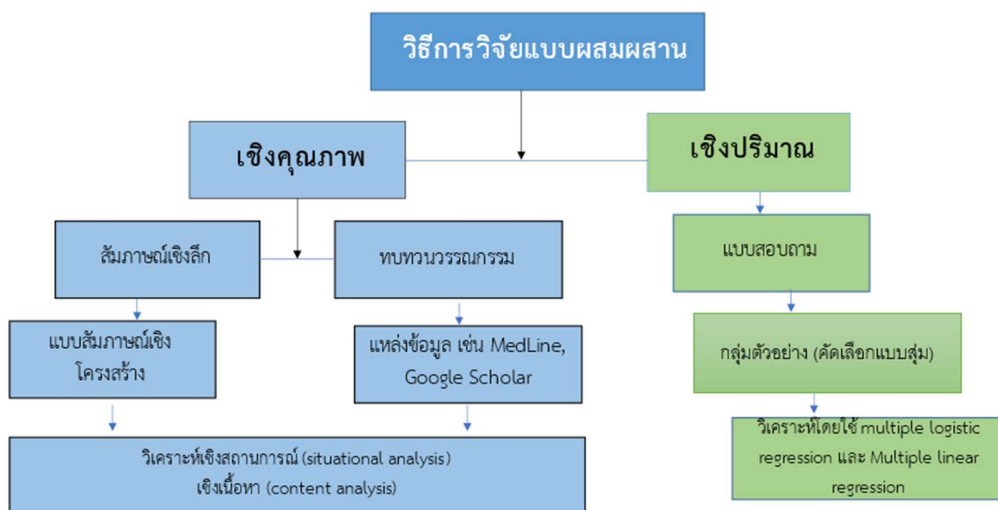 วิธีการวิจัยแบบผสมผสาน
เชิงคุณภาพ
เชิงปริมาณ
สัมภาษณ์เชิงลึก
ทบทวนวรรณกรรม
แบบสอบถาม
แบบสัมภาษณ์เชิง
โครงสร้าง
แหล่งข้อมูล เช่น MedLine,
Google Scholar
กลุ่มตัวอย่าง (คัดเลือกแบบสุ่ม)
วิเคราะห์เชิงสถานการณ์ (situational analysis)
เชิงเนื้อหา (content analysis)
วิเคราะห์โดยใช้ multiple logistic
regression และ Multiple linear
regression